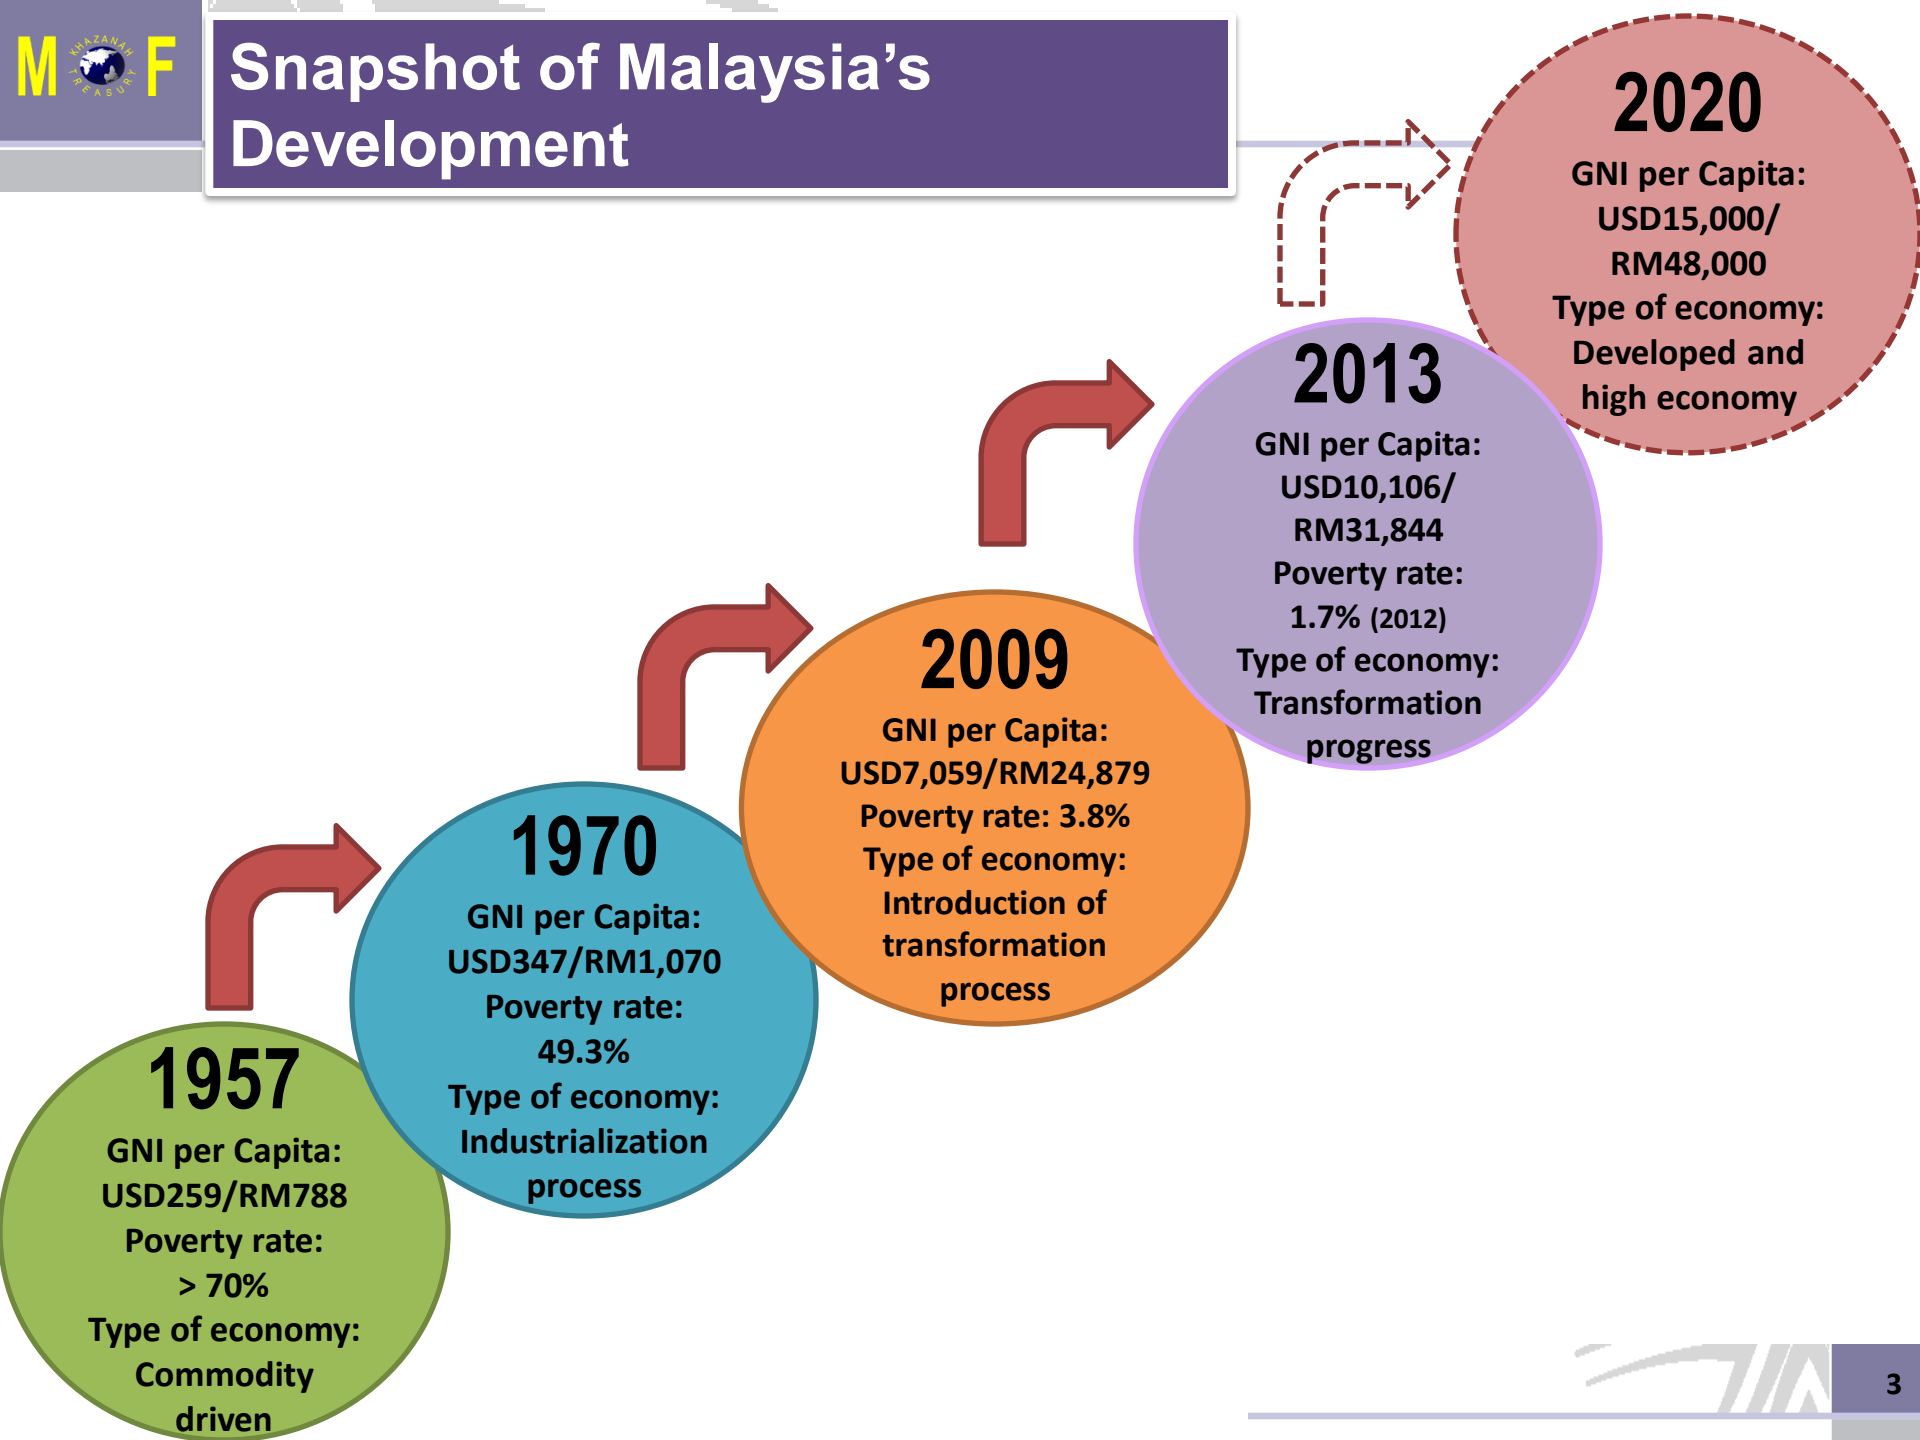 M F
KHAZANAH
TREASURY
Snapshot of Malaysia’s
Development
1957
GNI per Capita:
USD259/RM788
Poverty rate:
> 70%
Type of economy:
Commodity
driven
1970
GNI per Capita:
USD347/RM1,070
Poverty rate:
49.3%
Type of economy:
Industrialization
process
2009
GNI per Capita:
USD7,059/RM24,879
Poverty rate: 3.8%
Type of economy:
Introduction of
transformation
process
2013
GNI per Capita:
USD10,106/
RM31,844
Poverty rate:
1.7% (2012)
Type of economy:
Transformation
progress
2020
GNI per Capita:
USD15,000/
RM48,000
Type of economy:
Developed and
high economy
3